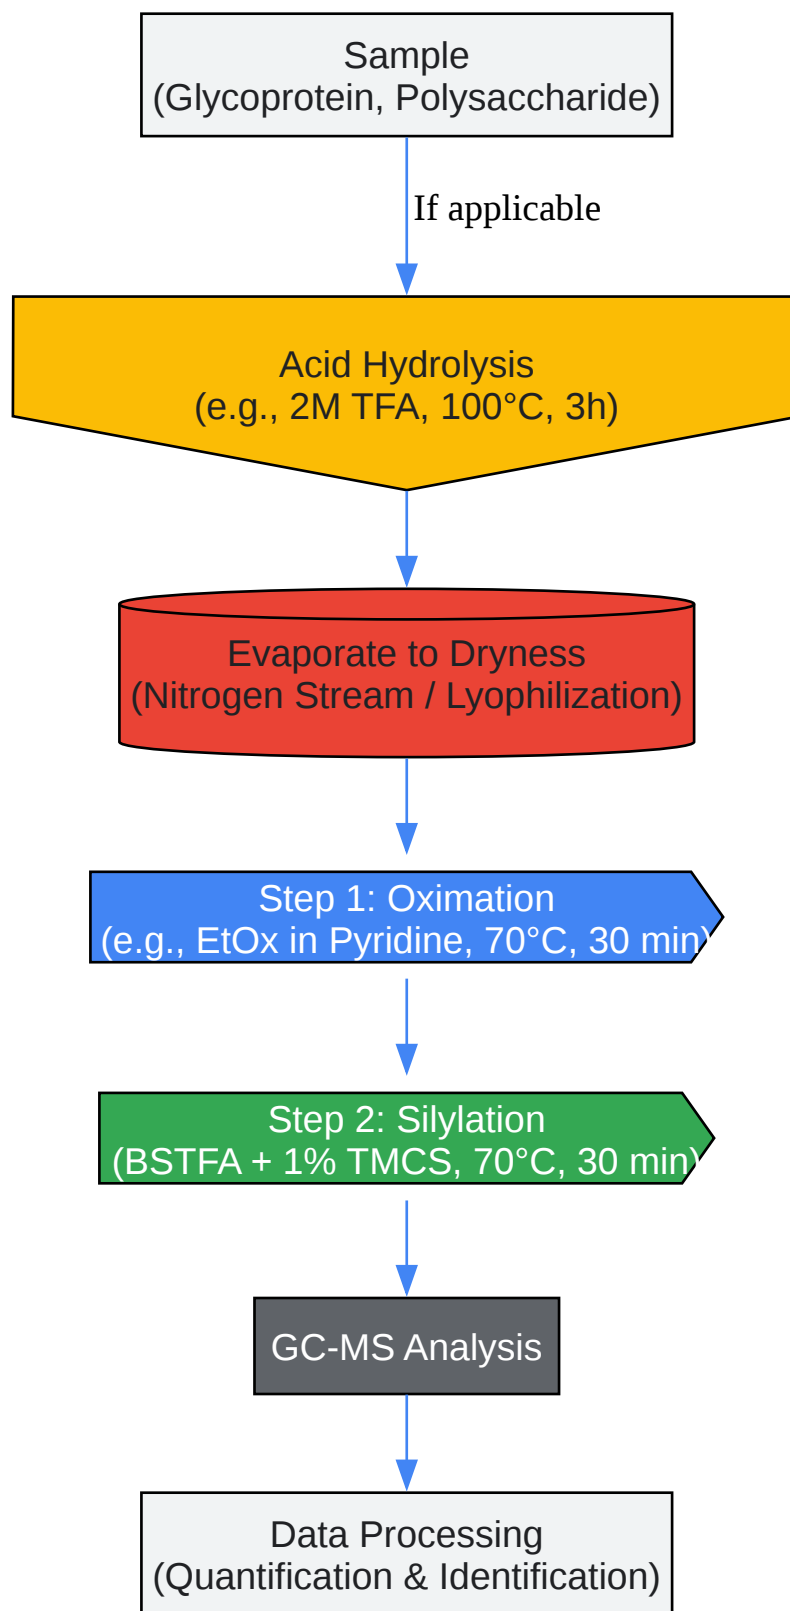 Sample
(Glycoprotein, Polysaccharide)
If applicable
Acid Hydrolysis
(e.g., 2M TFA, 100°C, 3h)
Evaporate to Dryness
(Nitrogen Stream / Lyophilization)
Step 1: Oximation
(e.g., EtOx in Pyridine, 70°C, 30 min)
Step 2: Silylation
(BSTFA + 1% TMCS, 70°C, 30 min)
GC-MS Analysis
Data Processing
(Quantification & Identification)